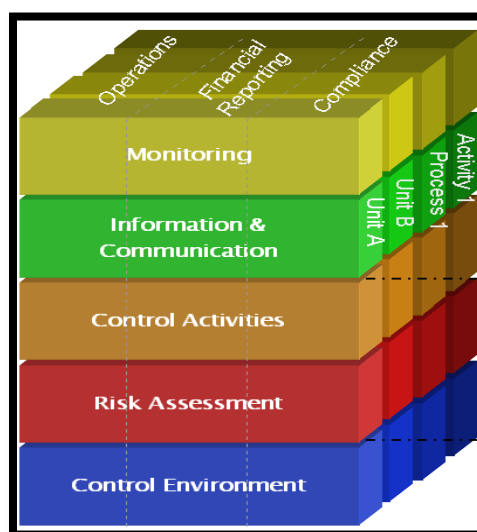 Operations
Financial
Reporting
Compliance
Monitoring
Information &
Communication
Control Activities
Risk Assessment
Control Environment
Unit A
Unit B
Process 1
Activity 1